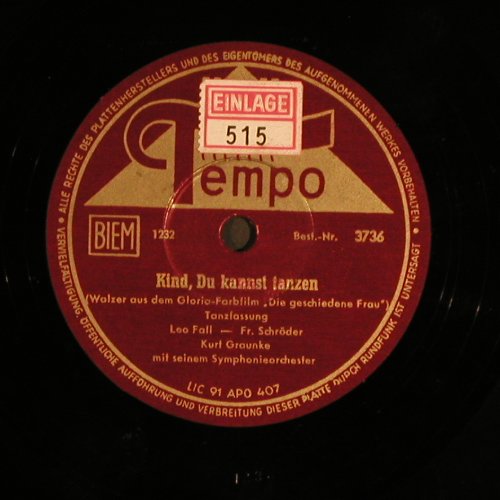 ALLE RECHTE DES PLATTENHERSTELLERS UND DES EIGENTÜMERS DES AUFGENOMMENEN WERKES VORBEHALTEN
VERVIELFÄLTIGUNG, ÖFFENTLICHE AUFFÜHRUNG UND VERBREITUNG DIESER PLATTE DURCH RUNDFUNK IST UNTERSAGT
EINLAGE
515
Tempo
BIEM
1232
Best.-Nr. 3736
Kind, Du kannst tanzen
(Walzer aus dem Gloria-Farbfilm „Die geschiedene Frau")
Tanzfassung
Leo Fall — Fr. Schröder
Kurt Graunke
mit seinem Symphonieorchester
LIC 91 APO 407